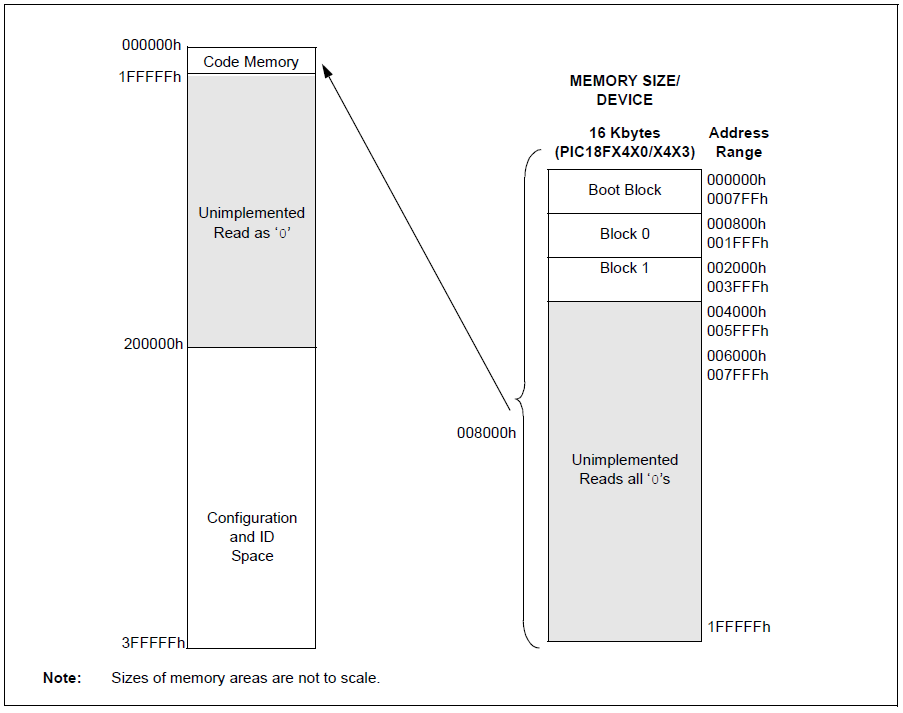 000000h
Code Memory
1FFFFFh
Unimplemented
Read as ‘0’
200000h
Configuration
and ID
Space
3FFFFFh
MEMORY SIZE/
DEVICE
16 Kbytes
(PIC18FX4X0/X4X3)
Address
Range
Boot Block
000000h
0007FFh
Block 0
000800h
001FFFh
Block 1
002000h
003FFFh
004000h
005FFFh
006000h
007FFFh
008000h
Unimplemented
Reads all ‘0’s
1FFFFFh
Note: Sizes of memory areas are not to scale.